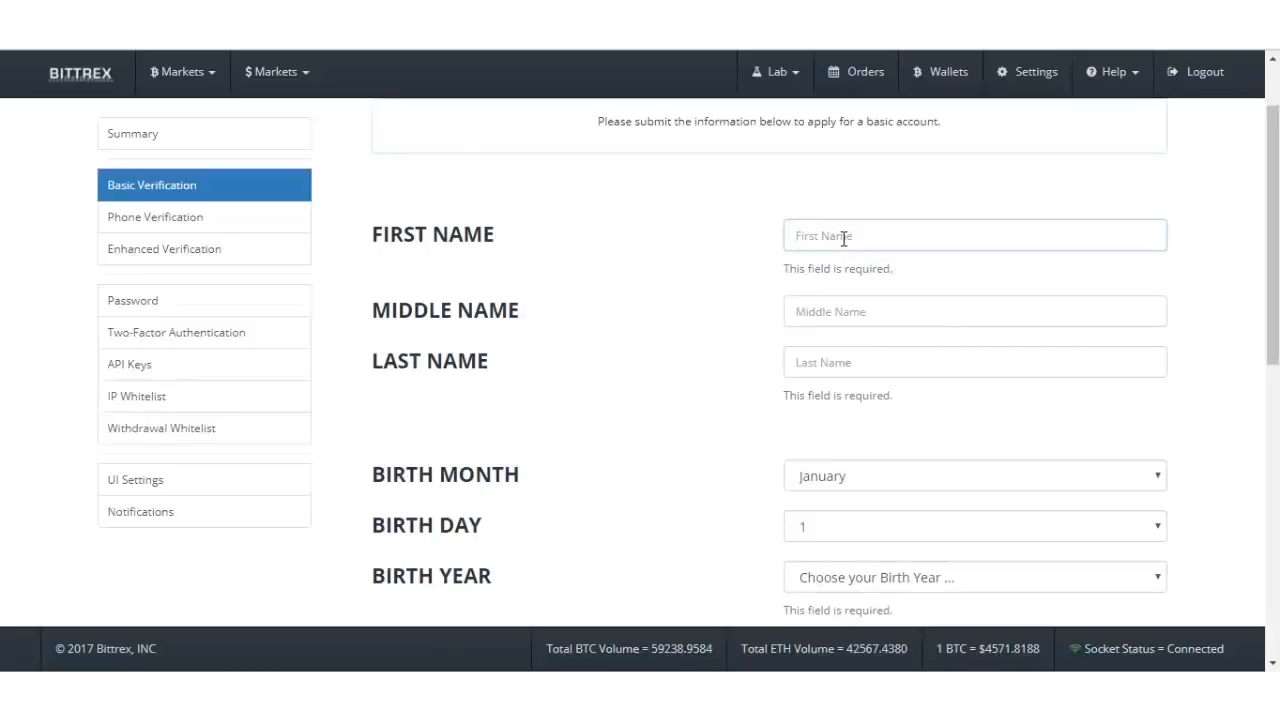 BITTREX
฿ Markets
$ Markets
Lab
Orders
฿ Wallets
Settings
Help
Logout
Please submit the information below to apply for a basic account.
Summary
Basic Verification
Phone Verification
Enhanced Verification
Password
Two-Factor Authentication
API Keys
IP Whitelist
Withdrawal Whitelist
UI Settings
Notifications
FIRST NAME
First Name
This field is required.
MIDDLE NAME
Middle Name
LAST NAME
Last Name
This field is required.
BIRTH MONTH
January
BIRTH DAY
1
BIRTH YEAR
Choose your Birth Year ...
This field is required.
© 2017 Bittrex, INC
Total BTC Volume = 59238.9584
Total ETH Volume = 42567.4380
1 BTC = $4571.8188
Socket Status = Connected